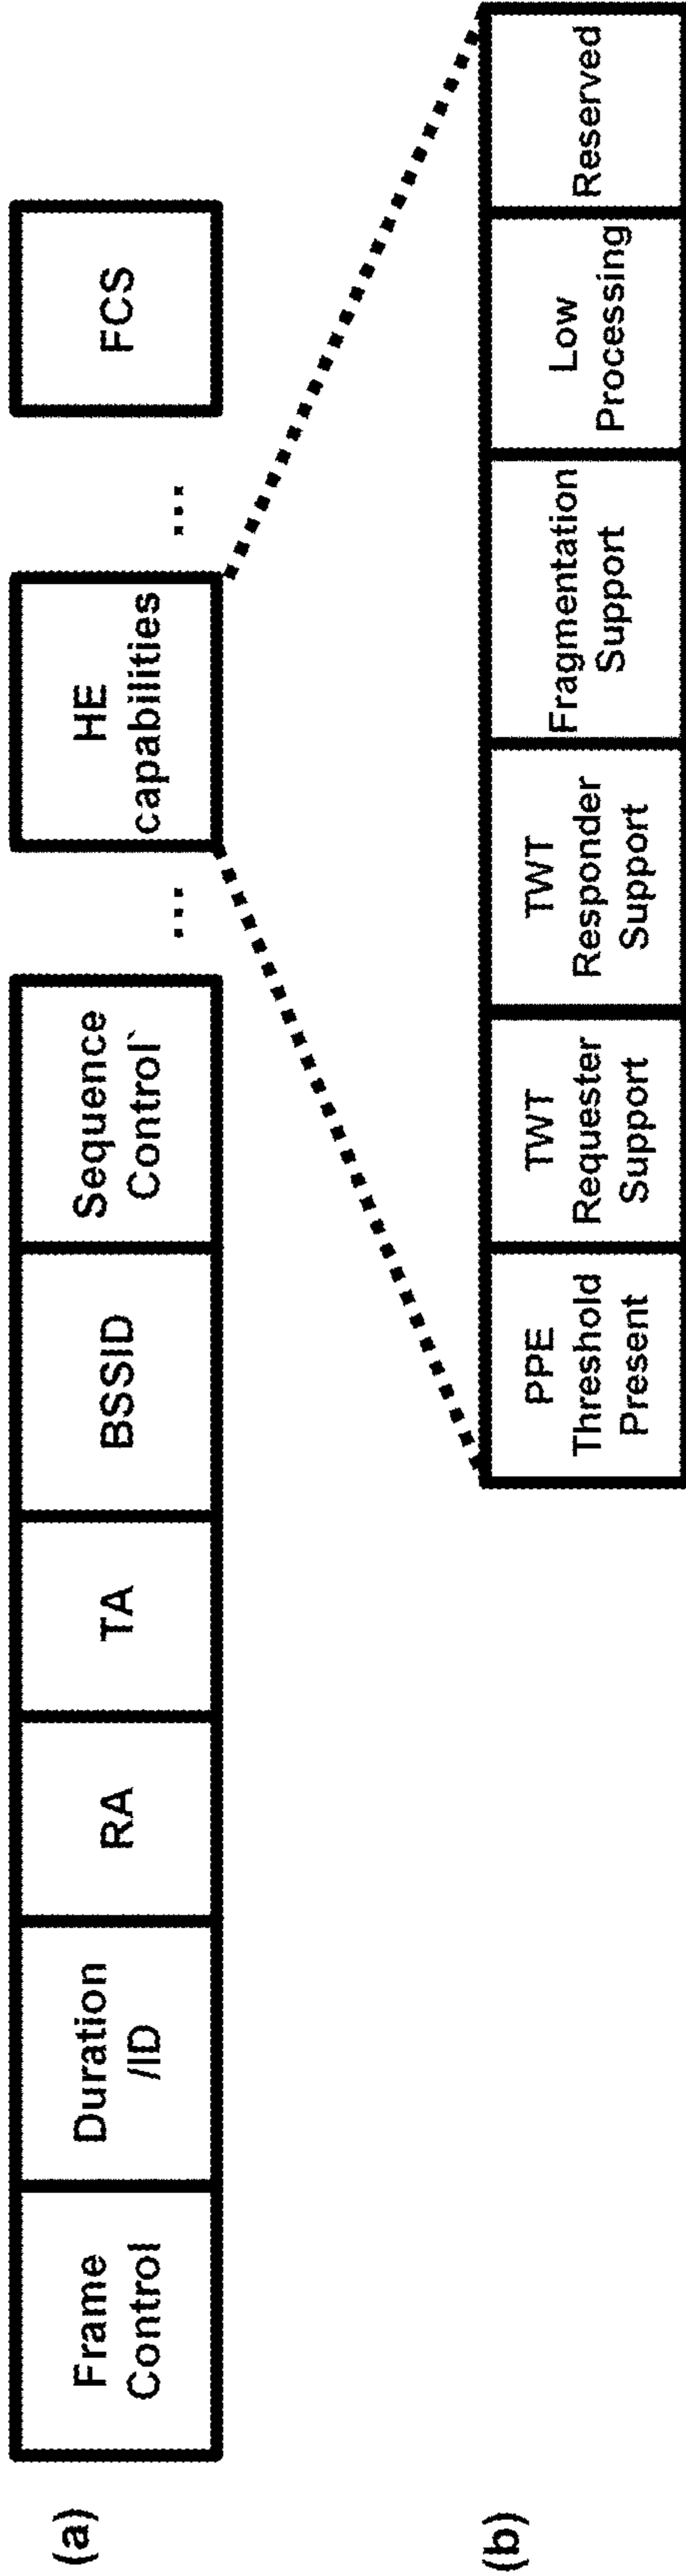 (a)
Frame
Control
Duration
/ID
RA
TA
BSSID
Sequence
Control`
...
HE
capabilities
...
FCS
(b)
PPE
Threshold
Present
TWT
Requester
Support
TWT
Responder
Support
Fragmentation
Support
Low
Processing
Reserved